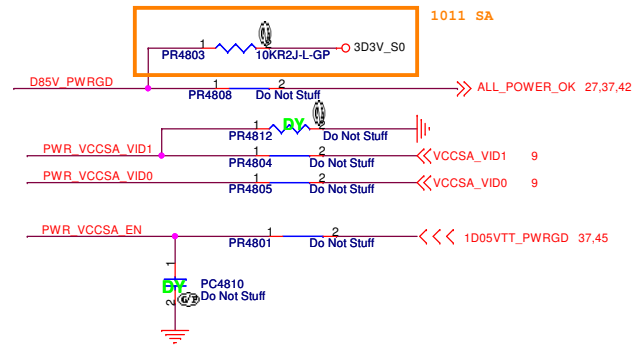 1011 SA
1 2
PR4803 10KR2J-L-GP 3D3V_S0
D85V_PWRGD 1 2 ALL_POWER_OK 27,37,42
PR4808 Do Not Stuff
1 DY 2
PR4812 Do Not Stuff
PWR_VCCSA_VID1 1 2 VCCSA_VID1 9
PR4804 Do Not Stuff
PWR_VCCSA_VID0 1 2 VCCSA_VID0 9
PR4805 Do Not Stuff
PWR_VCCSA_EN 1 2 1D05VTT_PWRGD 37,45
PR4801 Do Not Stuff
1
DY PC4810
2 Do Not Stuff